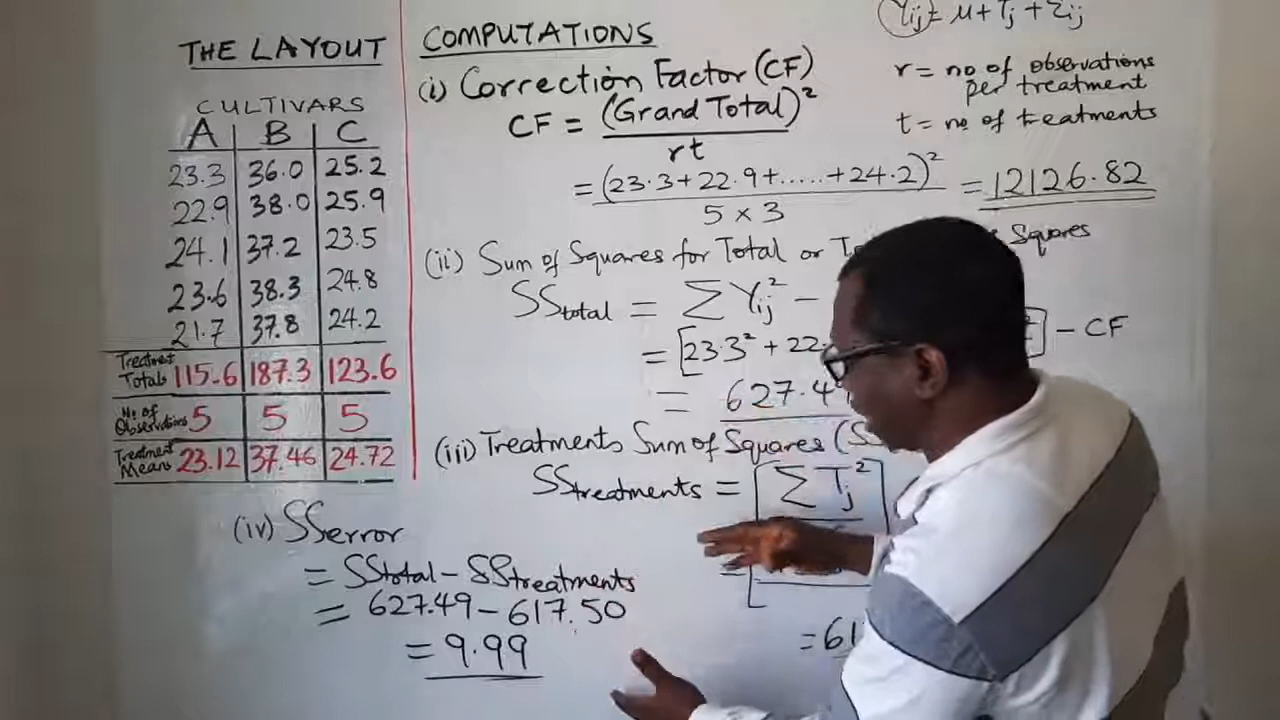 THE LAYOUT
CULTIVARS
A B C
23.3 36.0 25.2
22.9 38.0 25.9
24.1 37.2 23.5
23.6 38.3 24.8
21.7 37.8 24.2
Treatment Totals 115.6 187.3 123.6
No of Observations 5 5 5
Treatment Means 23.12 37.46 24.72
(iv) SSerror
= SStotal - SStreatments
= 627.49 - 617.50
= 9.99
COMPUTATIONS
(i) Correction Factor (CF)
CF = (Grand Total)²
rt
= (23.3+22.9+.....+24.2)² = 12126.82
5 x 3
(ii) Sum of Squares for Total or Squares
SStotal = ΣYij² -
= [23.3² + 22. ] - CF
= 627.4
(iii) Treatments Sum of Squares (S
SStreatments = [ΣTj²
= 61
Yij = μ + Tj + Σij
r = no of observations
per treatment
t = no of treatments